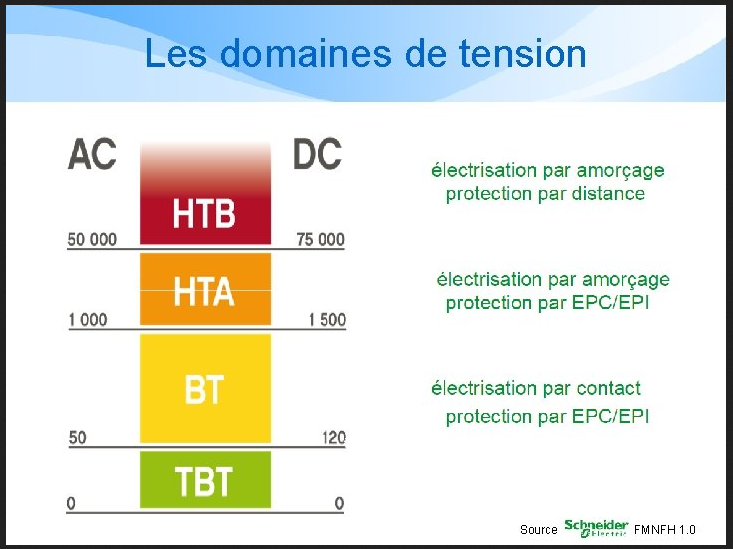 Les domaines de tension
AC
DC
électrisation par amorçage
protection par distance
HTB
50 000
75 000
électrisation par amorçage
protection par EPC/EPI
HTA
1 000
1 500
électrisation par contact
protection par EPC/EPI
BT
50
120
TBT
0
0
Source Schneider Electric FMNFH 1.0